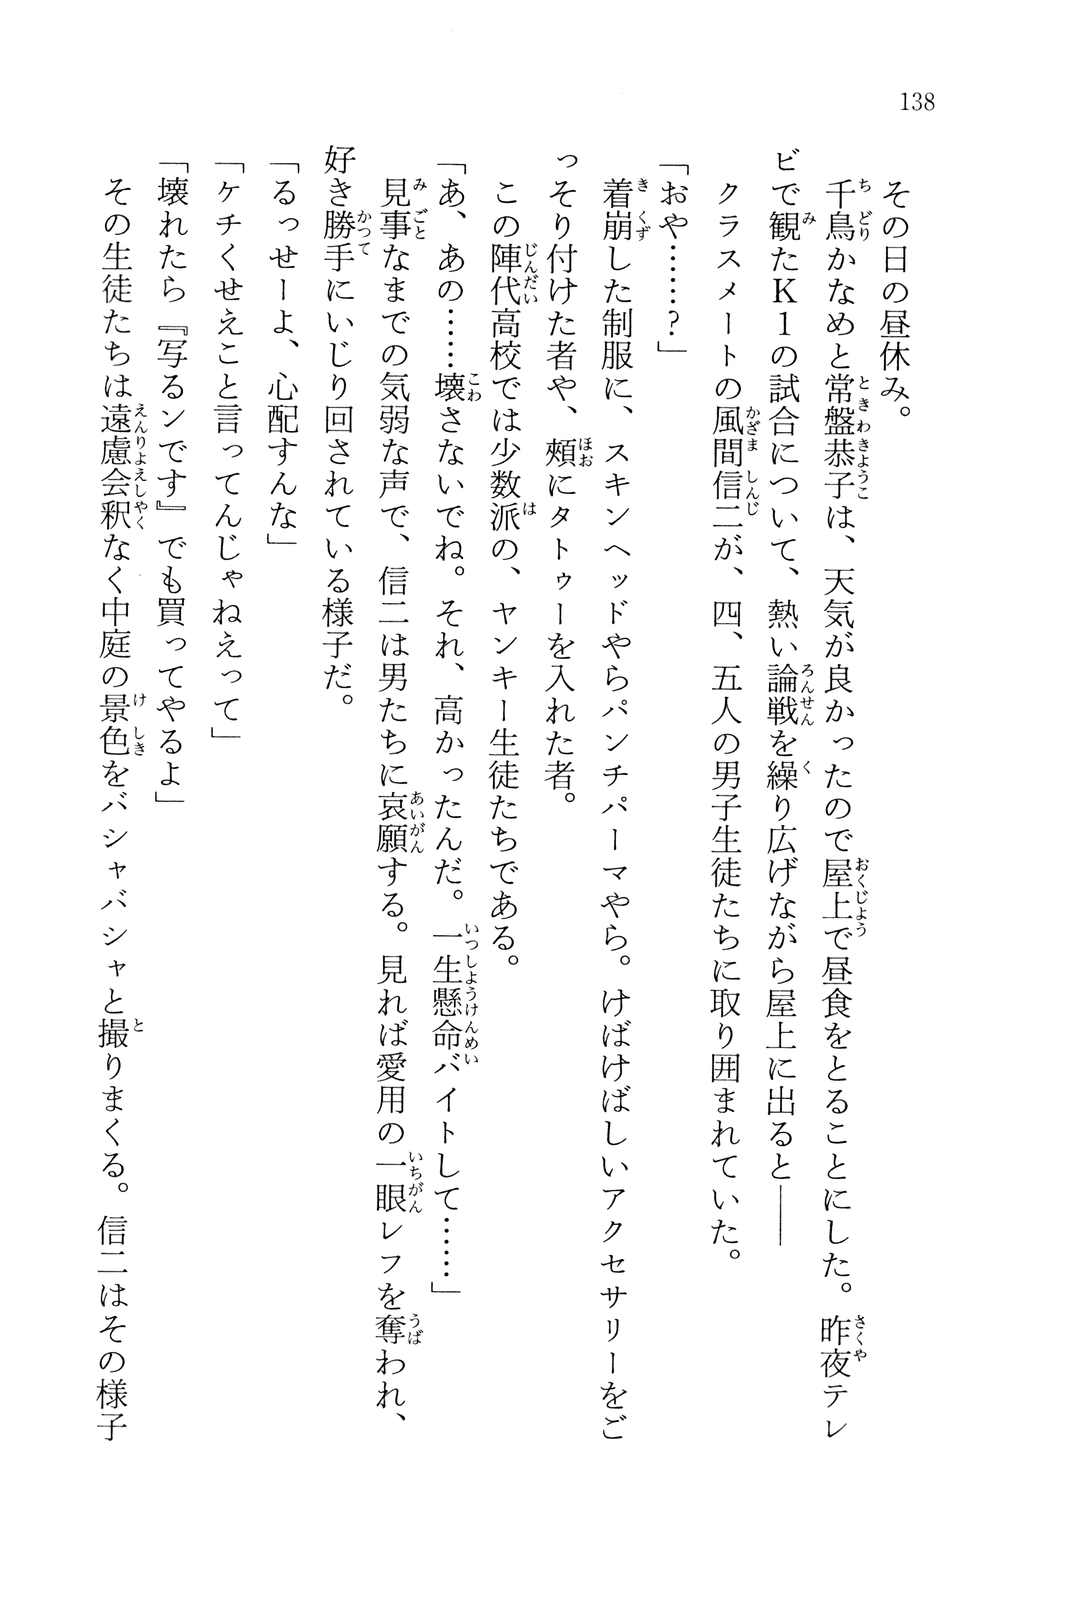 138
その日の昼休み。
千鳥かなめと常盤恭子は、天気が良かったので屋上で昼食をとることにした。昨夜テレ
ビで観たK1の試合について、熱い論戦を繰り広げながら屋上に出ると――
クラスメートの風間信二が、四、五人の男子生徒たちに取り囲まれていた。
「おや……？」
着崩した制服に、スキンヘッドやらパンチパーマやら。けばけばしいアクセサリーをご
っそり付けた者や、頰にタトゥーを入れた者。
この陣代高校では少数派の、ヤンキー生徒たちである。
「あ、あの……壊さないでね。それ、高かったんだ。一生懸命バイトして……」
見事なまでの気弱な声で、信二は男たちに哀願する。見れば愛用の一眼レフを奪われ、
好き勝手にいじり回されている様子だ。
「るっせーよ、心配すんな」
「ケチくせえこと言ってんじゃねえって」
「壊れたら『写るンです』でも買ってやるよ」
その生徒たちは遠慮会釈なく中庭の景色をバシャバシャと撮りまくる。信二はその様子